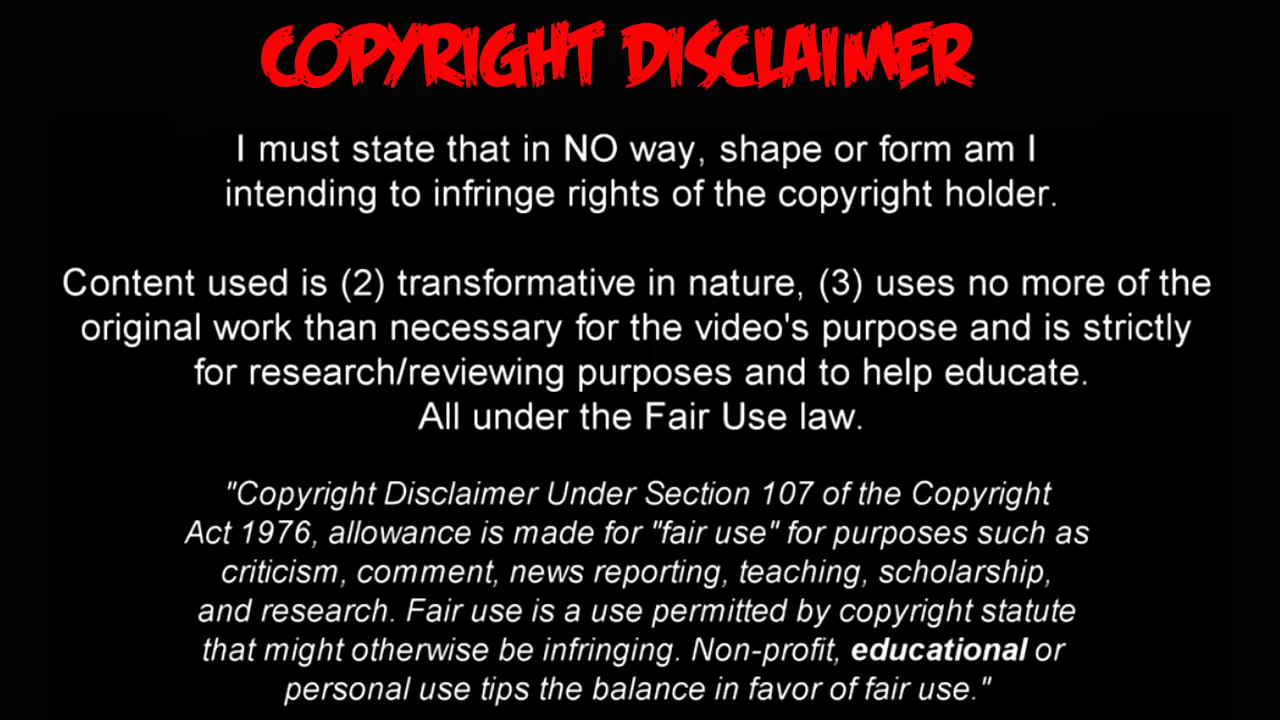 COPYRIGHT DISCLAIMER
I must state that in NO way, shape or form am I
intending to infringe rights of the copyright holder.
Content used is (2) transformative in nature, (3) uses no more of the
original work than necessary for the video's purpose and is strictly
for research/reviewing purposes and to help educate.
All under the Fair Use law.
"Copyright Disclaimer Under Section 107 of the Copyright
Act 1976, allowance is made for "fair use" for purposes such as
criticism, comment, news reporting, teaching, scholarship,
and research. Fair use is a use permitted by copyright statute
that might otherwise be infringing. Non-profit, educational or
personal use tips the balance in favor of fair use."